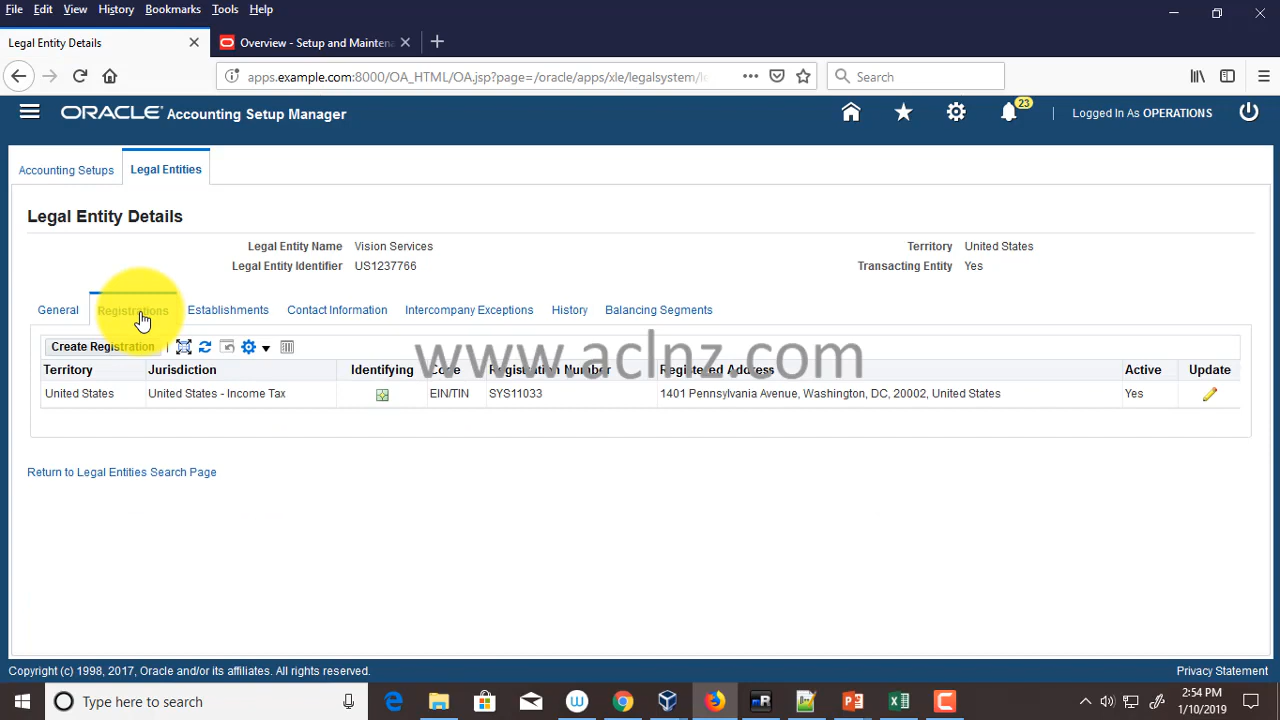 File Edit View History Bookmarks Tools Help
Legal Entity Details
Overview - Setup and Maintena
apps.example.com:8000/OA_HTML/OA.jsp?page=/oracle/apps/xle/legalsystem/le
Search
ORACLE Accounting Setup Manager
23
Logged In As OPERATIONS
Accounting Setups Legal Entities
Legal Entity Details
Legal Entity Name Vision Services Territory United States
Legal Entity Identifier US1237766 Transacting Entity Yes
General Registrations Establishments Contact Information Intercompany Exceptions History Balancing Segments
Create Registration
www.aclnz.com
Territory Jurisdiction Identifying Code Registration Number Registered Address Active Update
United States United States - Income Tax EIN/TIN SYS11033 1401 Pennsylvania Avenue, Washington, DC, 20002, United States Yes
Return to Legal Entities Search Page
Copyright (c) 1998, 2017, Oracle and/or its affiliates. All rights reserved. Privacy Statement
Type here to search
2:54 PM
1/10/2019